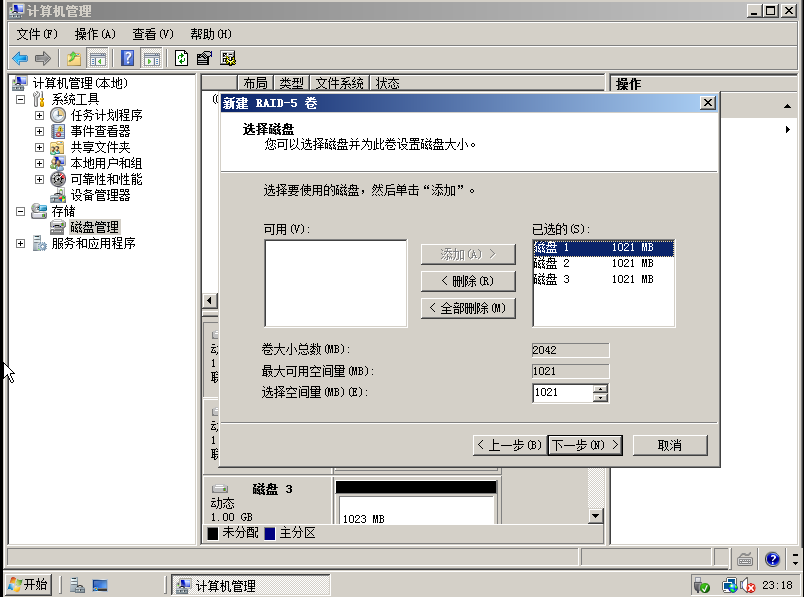 计算机管理
文件(F) 操作(A) 查看(V) 帮助(H)
计算机管理(本地)
系统工具
任务计划程序
事件查看器
共享文件夹
本地用户和组
可靠性和性能
设备管理器
存储
磁盘管理
服务和应用程序
布局 类型 文件系统 状态
操作
新建 RAID-5 卷
选择磁盘
您可以选择磁盘并为此卷设置磁盘大小。
选择要使用的磁盘，然后单击“添加”。
可用(V):
已选的(S):
添加(A) >
< 删除(R)
< 全部删除(M)
磁盘 1 1021 MB
磁盘 2 1021 MB
磁盘 3 1021 MB
卷大小总数(MB): 2042
最大可用空间量(MB): 1021
选择空间量(MB)(E): 1021
< 上一步(B) 下一步(N) > 取消
磁盘 3
动态
1.00 GB
1023 MB
未分配 主分区
开始 计算机管理 23:18